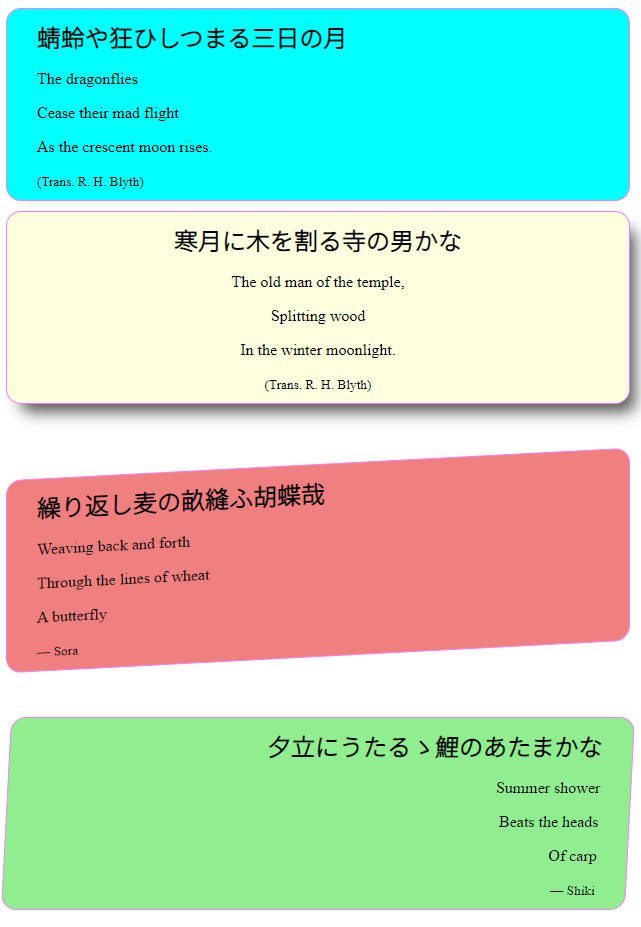 蜻蛉や狂ひしつまる三日の月
The dragonflies
Cease their mad flight
As the crescent moon rises.
(Trans. R. H. Blyth)
寒月に木を割る寺の男かな
The old man of the temple,
Splitting wood
In the winter moonlight.
(Trans. R. H. Blyth)
繰り返し麦の畝縫ふ胡蝶哉
Weaving back and forth
Through the lines of wheat
A butterfly
— Sora
夕立にうたるゝ鯉のあたまかな
Summer shower
Beats the heads
Of carp
— Shiki